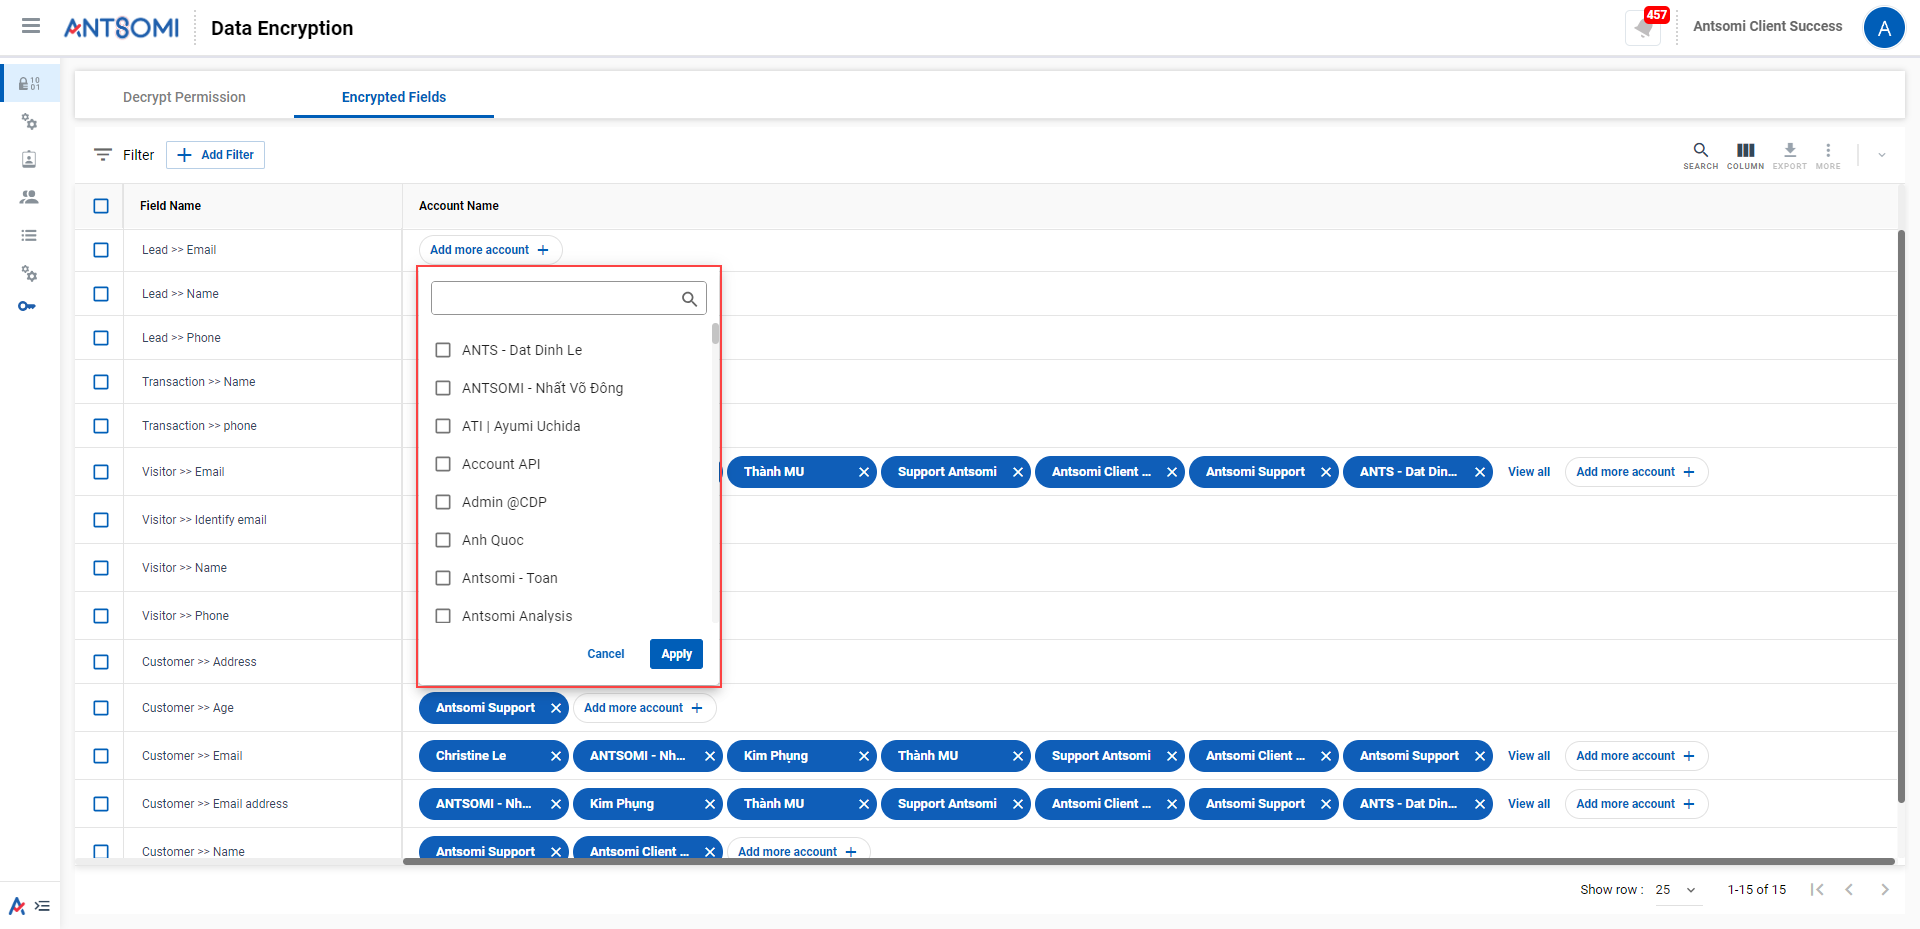 ANTSOMI
Data Encryption
457
Antsomi Client Success
A
10
01
Decrypt Permission
Encrypted Fields
Filter
Add Filter
SEARCH
COLUMN
EXPORT
MORE
Field Name
Account Name
Lead >> Email
Add more account
Lead >> Name
Lead >> Phone
Transaction >> Name
Transaction >> phone
Visitor >> Email
Thành MU
Support Antsomi
Antsomi Client ...
Antsomi Support
ANTS - Dat Din...
View all
Add more account
Visitor >> Identify email
Visitor >> Name
Visitor >> Phone
Customer >> Address
ANTS - Dat Dinh Le
ANTSOMI - Nhất Võ Đông
ATI | Ayumi Uchida
Account API
Admin @CDP
Anh Quoc
Antsomi - Toan
Antsomi Analysis
Cancel
Apply
Customer >> Age
Antsomi Support
Add more account
Customer >> Email
Christine Le
ANTSOMI - Nh...
Kim Phụng
Thành MU
Support Antsomi
Antsomi Client ...
Antsomi Support
View all
Add more account
Customer >> Email address
ANTSOMI - Nh...
Kim Phụng
Thành MU
Support Antsomi
Antsomi Client ...
Antsomi Support
ANTS - Dat Din...
View all
Add more account
Customer >> Name
Antsomi Support
Antsomi Client ...
Add more account
Show row :
25
1-15 of 15